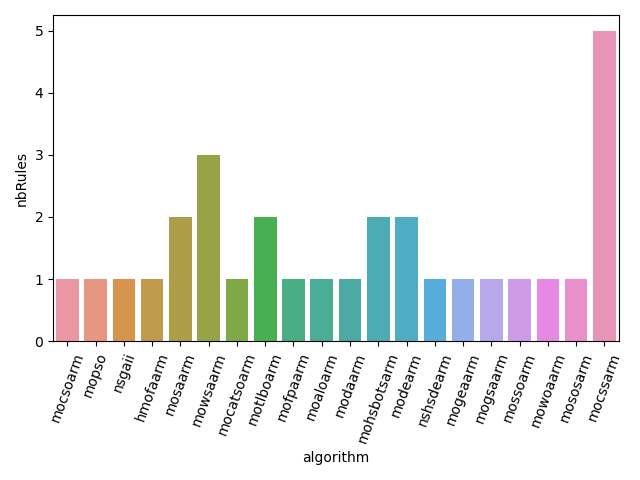 5
4
3
2
1
0
nbRules
mocsoarm
mopso
nsgaii
hmofaarm
mosaarm
mowsaarm
mocatsoarm
motlboarm
mofpaarm
moaloarm
modaarm
mohsbotsarm
modearm
nshsdearm
mogeaarm
mogsaarm
mossoarm
mowoaarm
mososarm
mocssarm
algorithm